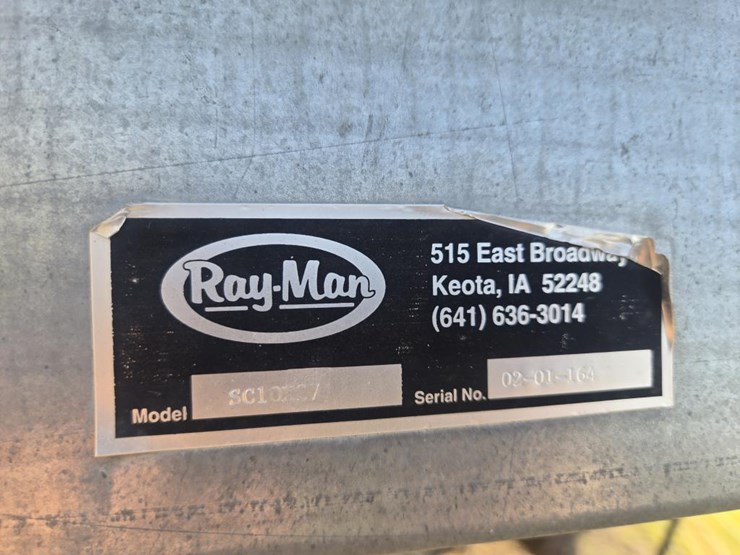 Ray-Man
515 East Broadway
Keota, IA 52248
(641) 636-3014
Model
Serial No. 02-01-164